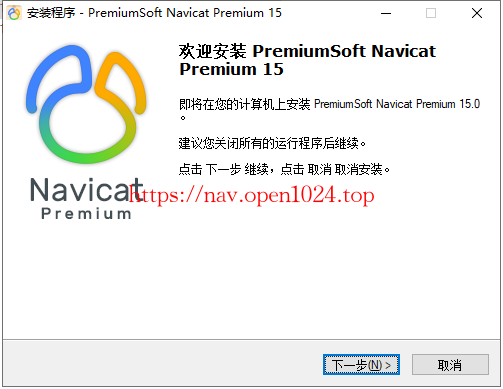 安装程序 - PremiumSoft Navicat Premium 15
欢迎安装 PremiumSoft Navicat
Premium 15
即将在您的计算机上安装 PremiumSoft Navicat Premium 15.0
。
建议您关闭所有的运行程序后继续。
点击 下一步 继续，点击 取消 取消安装。
Navicat
Premium
https://nav.open1024.top
下一步(N) >
取消